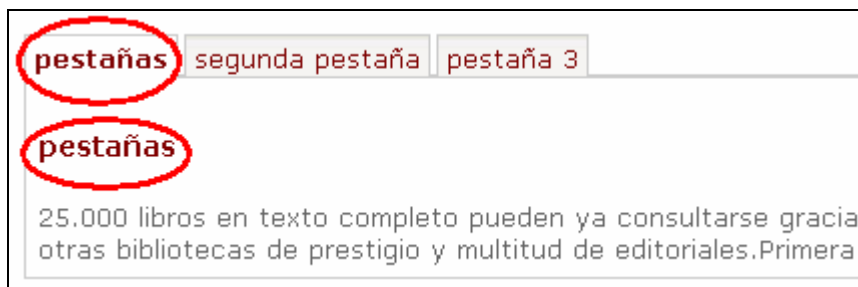 pestañas segunda pestaña pestaña 3
pestañas
25.000 libros en texto completo pueden ya consultarse gracia
otras bibliotecas de prestigio y multitud de editoriales.Primera